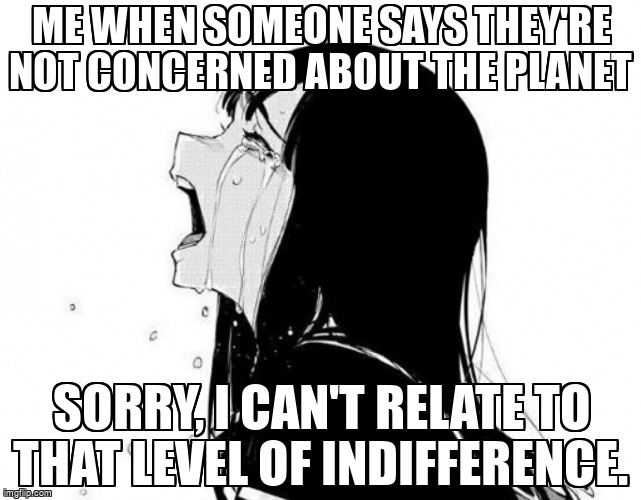 ME WHEN SOMEONE SAYS THEY'RE
NOT CONCERNED ABOUT THE PLANET
SORRY, I CAN'T RELATE TO
THAT LEVEL OF INDIFFERENCE.
imgflip.com